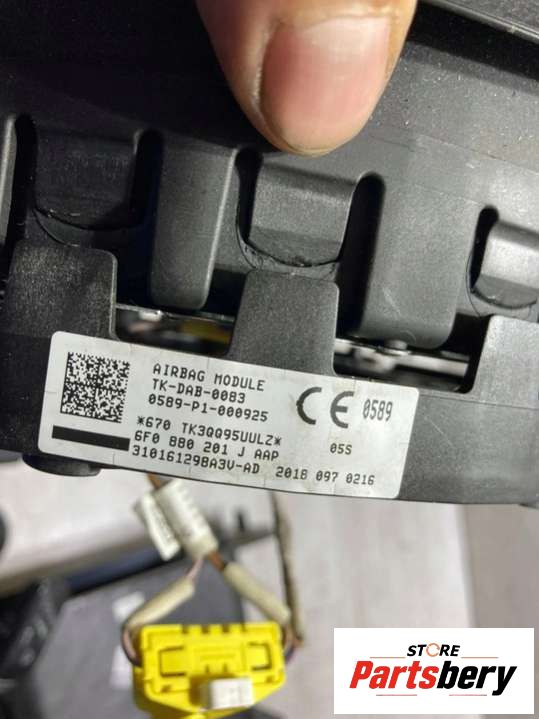 AIRBAG MODULE
TK-DAB-0083
0589-P1-000925
CE 0589
*670 TK3QQ95UULZ*
05S
6F0 880 201 J AAP
31016129BA3V-AD 2018 097 0216
STORE
Partsbery